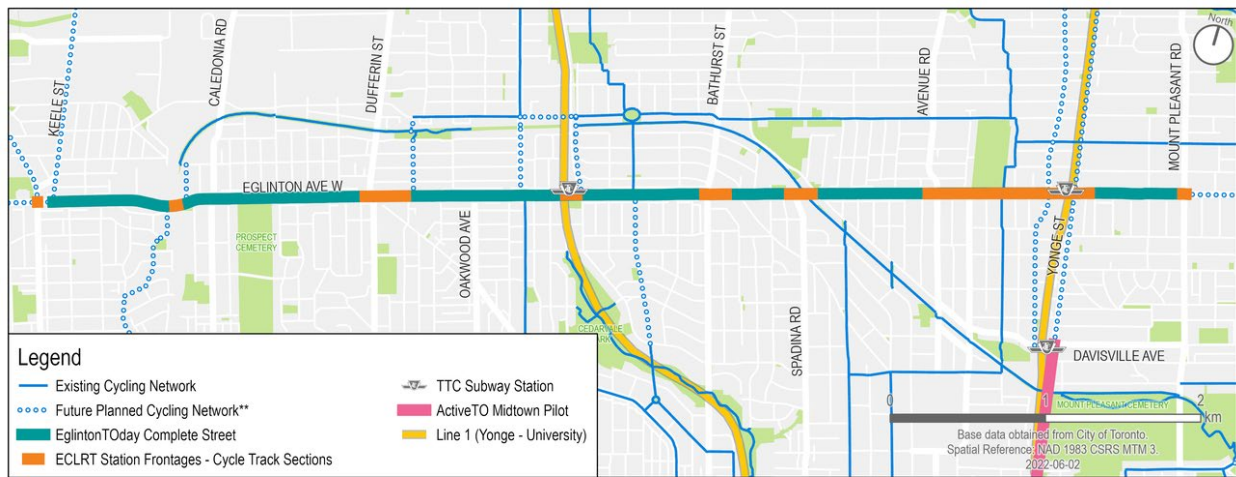 North
KEELE ST
CALEDONIA RD
DUFFERIN ST
BATHURST ST
AVENUE RD
MOUNT PLEASANT RD
EGLINTON AVE W
PROSPECT
CEMETERY
OAKWOOD AVE
YONGE ST
CEDARVALE
PARK
SPADINA RD
DAVISVILLE AVE
MOUNT PLEASANT CEMETERY
Legend
Existing Cycling Network
Future Planned Cycling Network**
EglintonTOday Complete Street
ECLRT Station Frontages - Cycle Track Sections
TTC Subway Station
ActiveTO Midtown Pilot
Line 1 (Yonge - University)
0 1 2
km
Base data obtained from City of Toronto.
Spatial Reference: NAD 1983 CSRS MTM 3.
2022-06-02